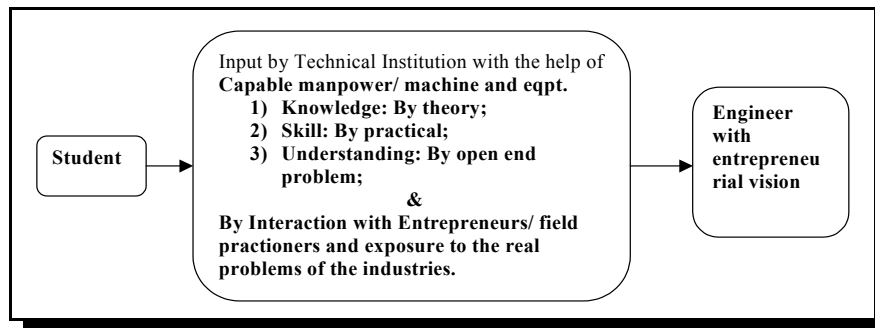 Student
Input by Technical Institution with the help of
Capable manpower/ machine and eqpt.
1) Knowledge: By theory;
2) Skill: By practical;
3) Understanding: By open end
problem;
&
By Interaction with Entrepreneurs/ field
practioners and exposure to the real
problems of the industries.
Engineer
with
entrepreneu
rial vision